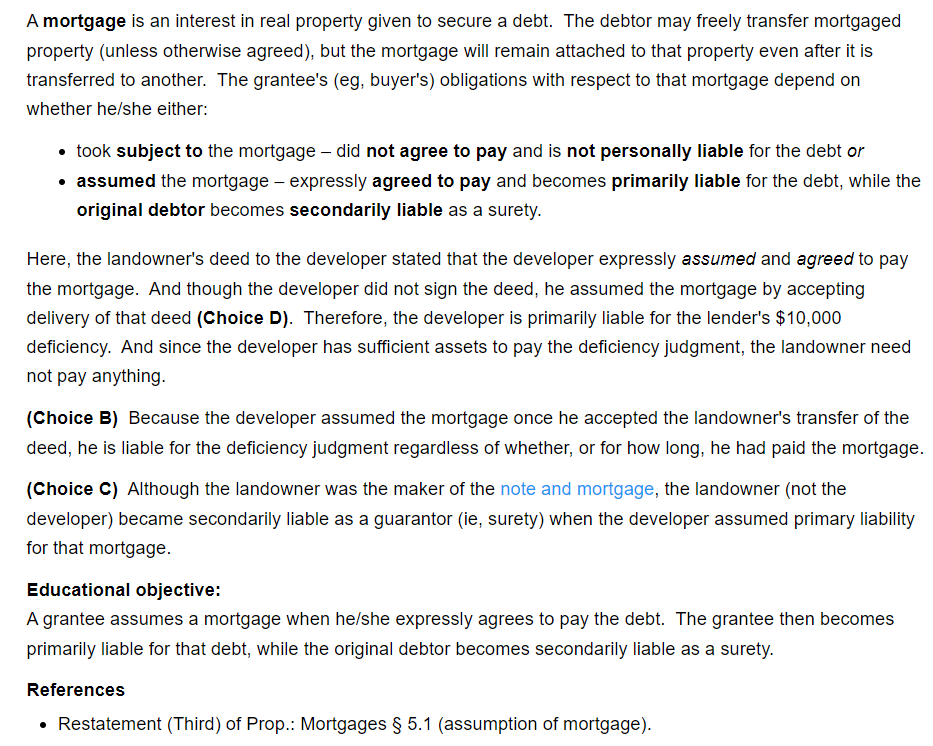 A mortgage is an interest in real property given to secure a debt.  The debtor may freely transfer mortgaged
property (unless otherwise agreed), but the mortgage will remain attached to that property even after it is
transferred to another.  The grantee's (eg, buyer's) obligations with respect to that mortgage depend on
whether he/she either:
• took subject to the mortgage – did not agree to pay and is not personally liable for the debt or
• assumed the mortgage – expressly agreed to pay and becomes primarily liable for the debt, while the
original debtor becomes secondarily liable as a surety.
Here, the landowner's deed to the developer stated that the developer expressly assumed and agreed to pay
the mortgage.  And though the developer did not sign the deed, he assumed the mortgage by accepting
delivery of that deed (Choice D).  Therefore, the developer is primarily liable for the lender's $10,000
deficiency.  And since the developer has sufficient assets to pay the deficiency judgment, the landowner need
not pay anything.
(Choice B)  Because the developer assumed the mortgage once he accepted the landowner's transfer of the
deed, he is liable for the deficiency judgment regardless of whether, or for how long, he had paid the mortgage.
(Choice C)  Although the landowner was the maker of the note and mortgage, the landowner (not the
developer) became secondarily liable as a guarantor (ie, surety) when the developer assumed primary liability
for that mortgage.
Educational objective:
A grantee assumes a mortgage when he/she expressly agrees to pay the debt.  The grantee then becomes
primarily liable for that debt, while the original debtor becomes secondarily liable as a surety.
References
• Restatement (Third) of Prop.: Mortgages § 5.1 (assumption of mortgage).